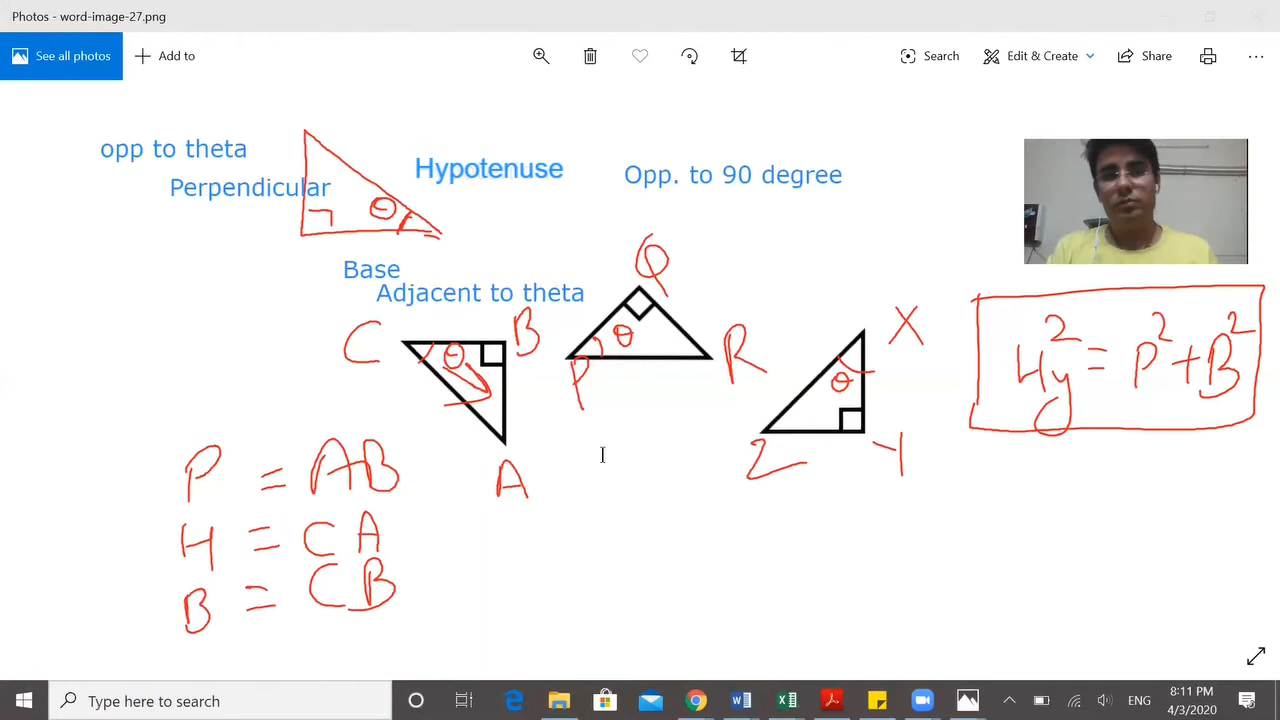 Photos - word-image-27.png
See all photos
Add to
Search
Edit & Create
Share
opp to theta
Perpendicular
Hypotenuse
Opp. to 90 degree
θ
Base
Adjacent to theta
C
θ
B
A
Q
θ
P
R
X
θ
Z
Y
Hy² = P² + B²
P = AB
H = CA
B = CB
Type here to search
ENG
8:11 PM
4/3/2020